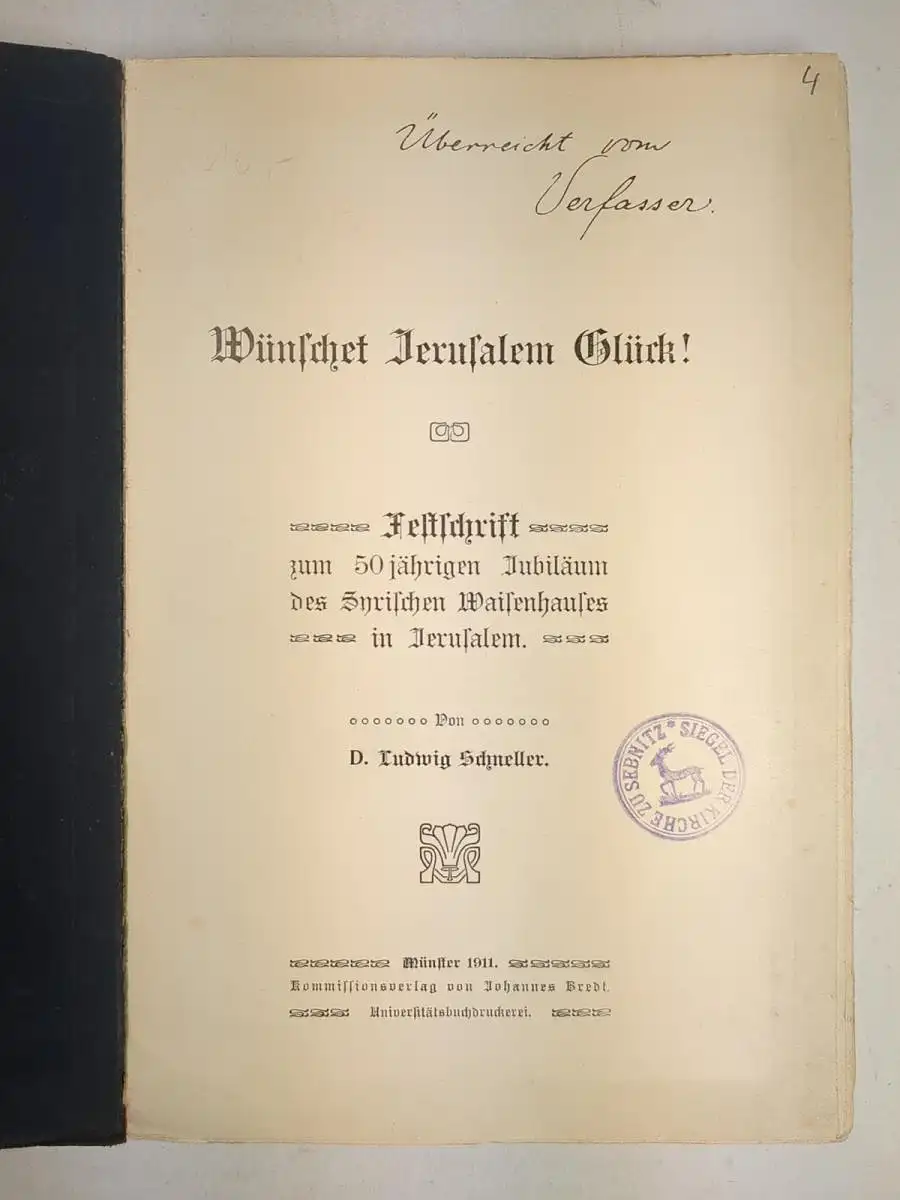 4
Überreicht vom
Verfasser.
Wünſchet Jeruſalem Glück!
Feſtſchrift
zum 50jährigen Jubiläum
des Syriſchen Waiſenhauſes
in Jeruſalem.
Von
D. Ludwig Schneller.
SIEGEL DER KIRCHE ZU SEBNITZ *
Münſter 1911.
Kommiſſionsverlag von Johannes Bredt.
Univerſitätsbuchdruckerei.